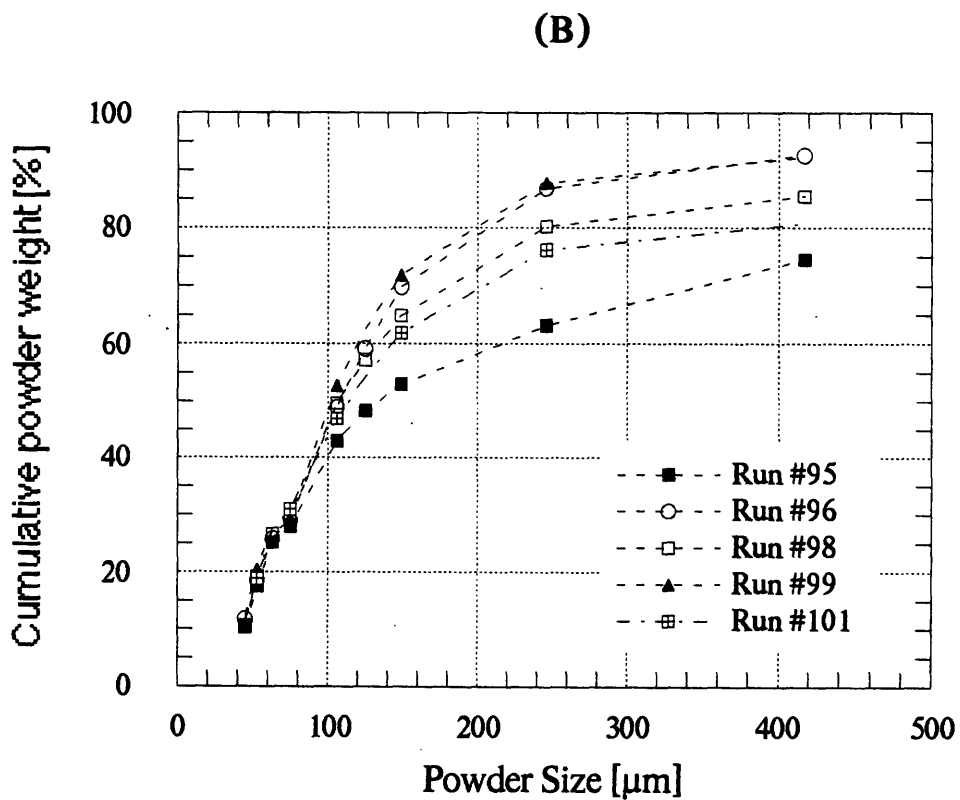 (B)
Cumulative powder weight [%]
100
80
60
40
20
0
0 100 200 300 400 500
Powder Size [µm]
Run #95
Run #96
Run #98
Run #99
Run #101